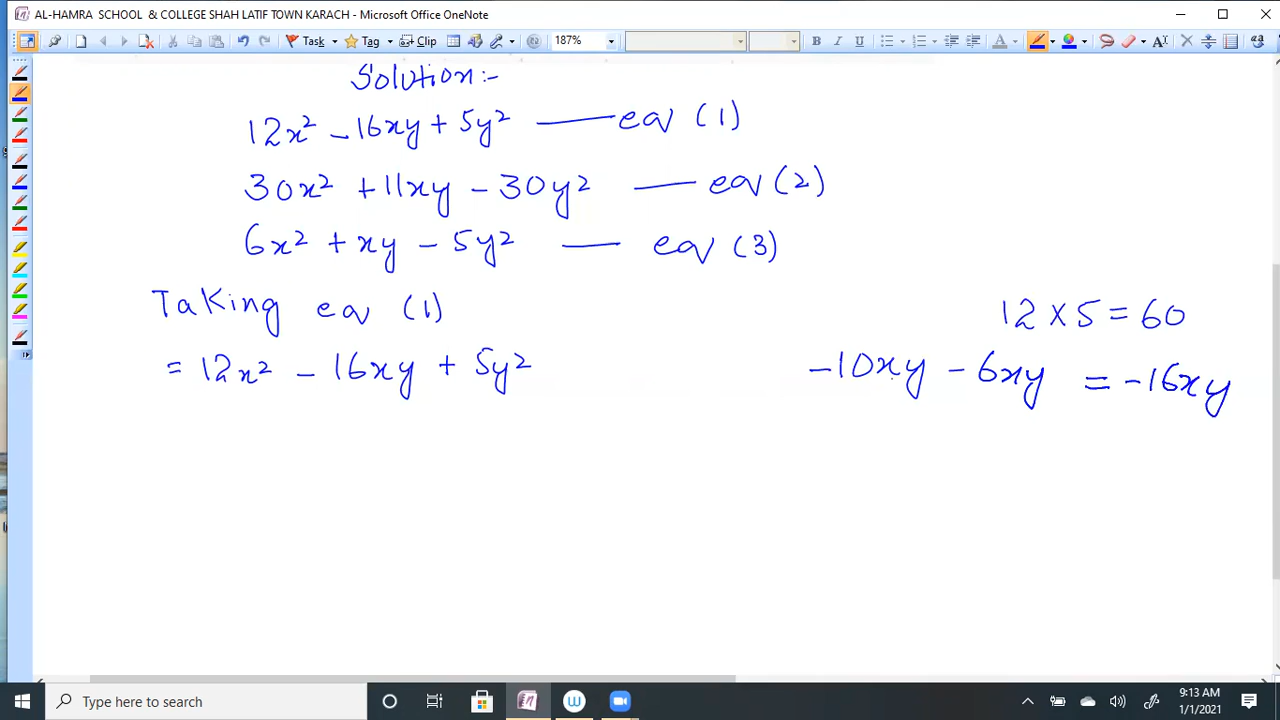 AL-HAMRA SCHOOL & COLLEGE SHAH LATIF TOWN KARACH - Microsoft Office OneNote
Task Tag Clip 187%
Solution:-
12x² - 16xy + 5y² — eq (1)
30x² + 11xy - 30y² — eq (2)
6x² + xy - 5y² — eq (3)
Taking eq (1)
12 × 5 = 60
= 12x² - 16xy + 5y²
-10xy - 6xy = -16xy
Type here to search
9:13 AM
1/1/2021